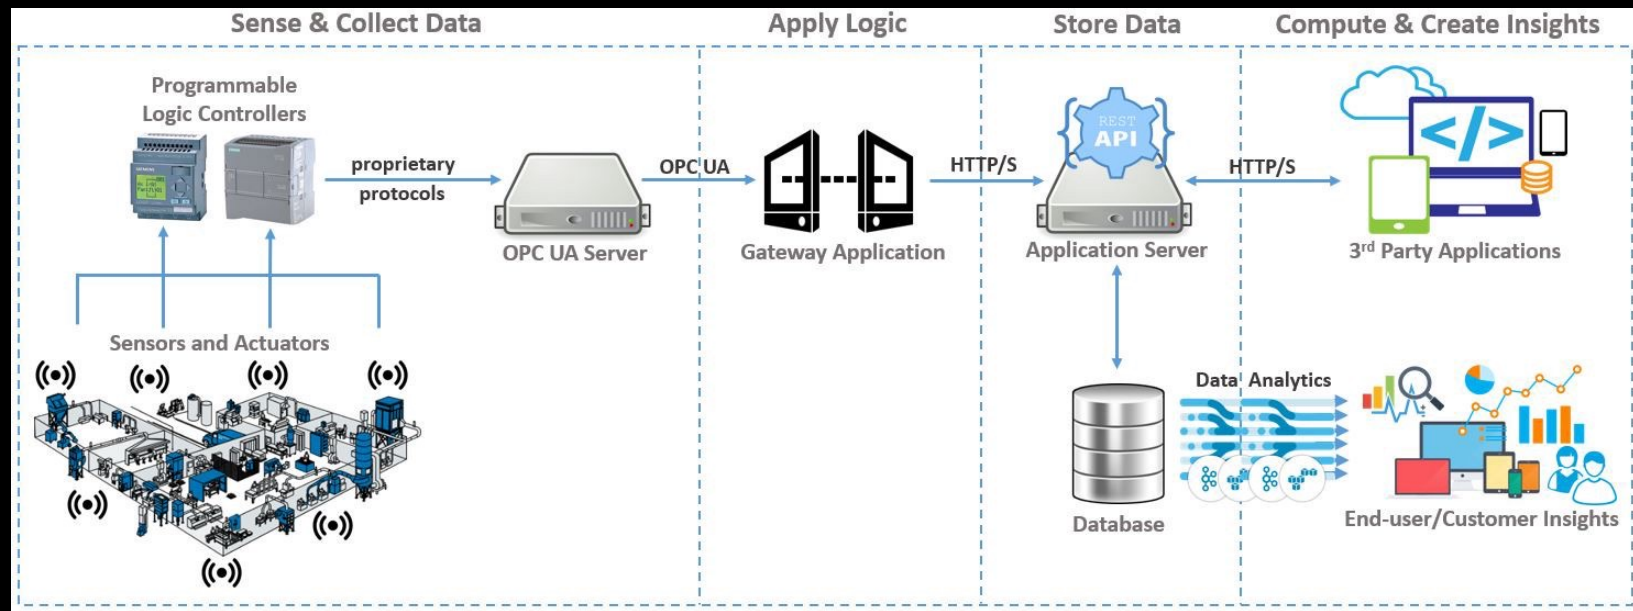 Sense & Collect Data
Apply Logic
Store Data
Compute & Create Insights
Programmable
Logic Controllers
proprietary
protocols
OPC UA
HTTP/S
REST
API
HTTP/S
OPC UA Server
Gateway Application
Application Server
3rd Party Applications
Sensors and Actuators
Data Analytics
Database
End-user/Customer Insights